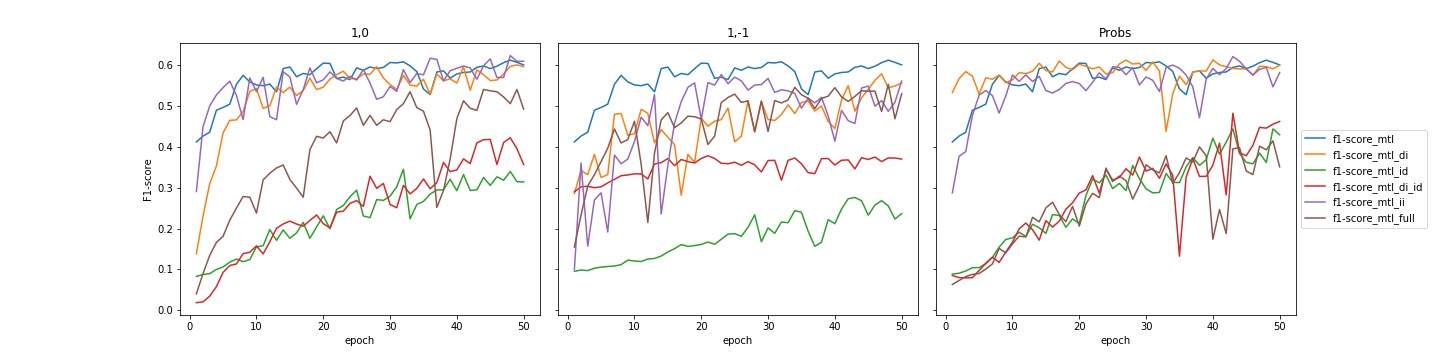 1,0
1,-1
Probs
F1-score
0.6
0.5
0.4
0.3
0.2
0.1
0.0
0 10 20 30 40 50
0 10 20 30 40 50
0 10 20 30 40 50
epoch
epoch
epoch
f1-score_mtl
f1-score_mtl_di
f1-score_mtl_id
f1-score_mtl_di_id
f1-score_mtl_ii
f1-score_mtl_full